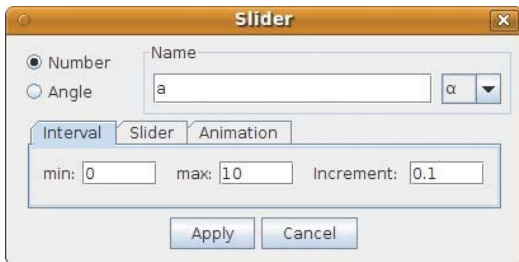 Slider
Number
Angle
Name
a
α
Interval Slider Animation
min: 0 max: 10 Increment: 0.1
Apply Cancel